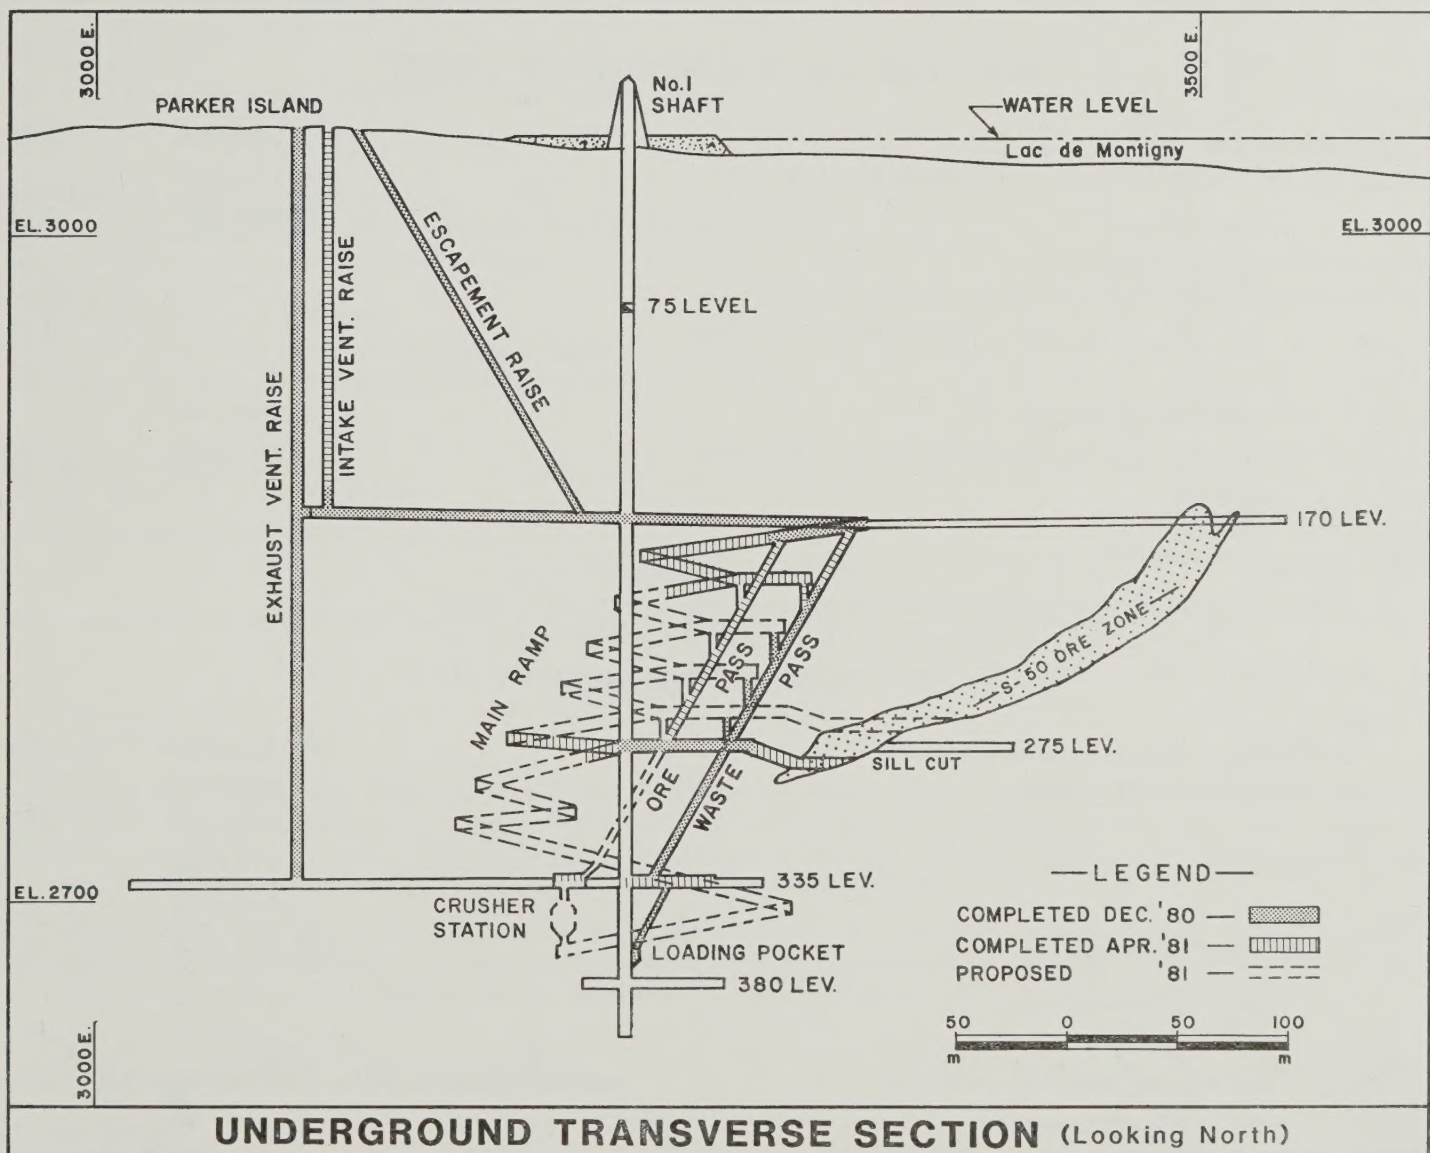 3000 E.
3500 E.
No.1
SHAFT
PARKER ISLAND
WATER LEVEL
Lac de Montigny
EL. 3000
EL. 3000
ESCAPEMENT RAISE
INTAKE VENT. RAISE
EXHAUST VENT. RAISE
75 LEVEL
170 LEV.
MAIN RAMP
PASS
PASS
S-50 ORE ZONE
275 LEV.
SILL CUT
ORE
WASTE
EL. 2700
335 LEV.
CRUSHER
STATION
LOADING POCKET
380 LEV.
LEGEND
COMPLETED DEC. '80
COMPLETED APR. '81
PROPOSED '81
50 0 50 100
m m
3000 E.
UNDERGROUND TRANSVERSE SECTION (Looking North)